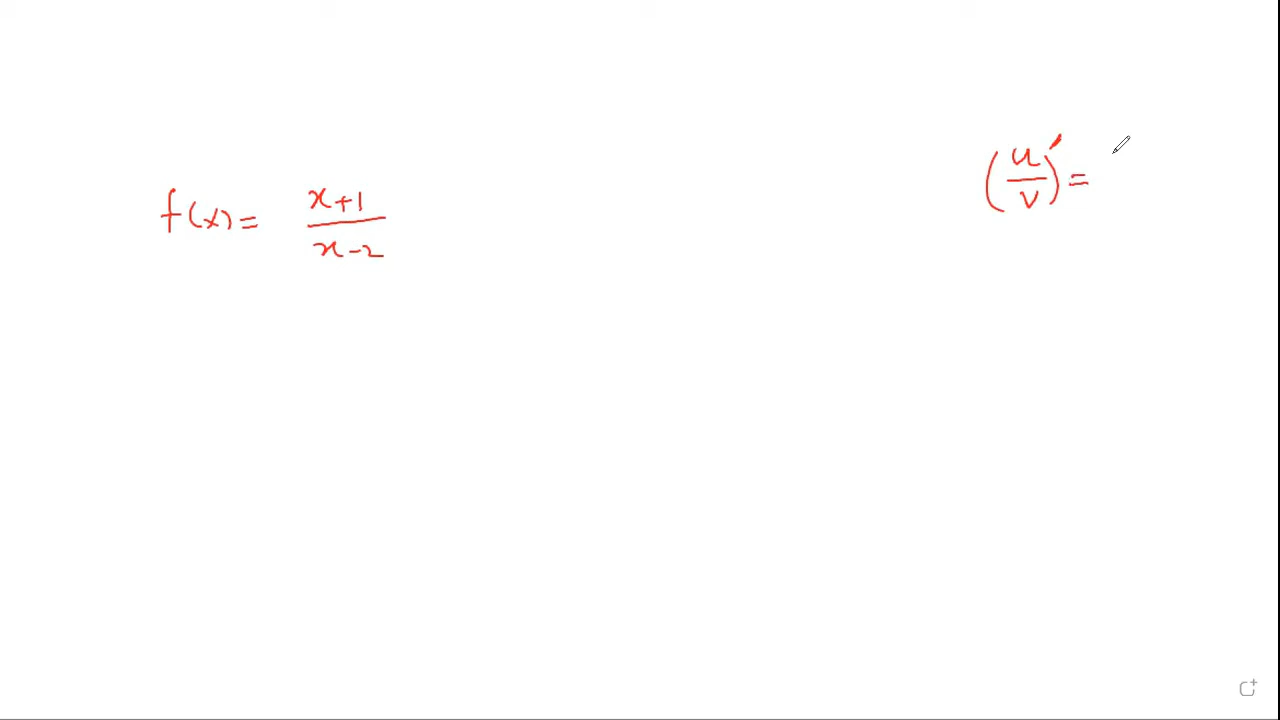 f(x) = (x+1)/(x-2)
(u/v)' =